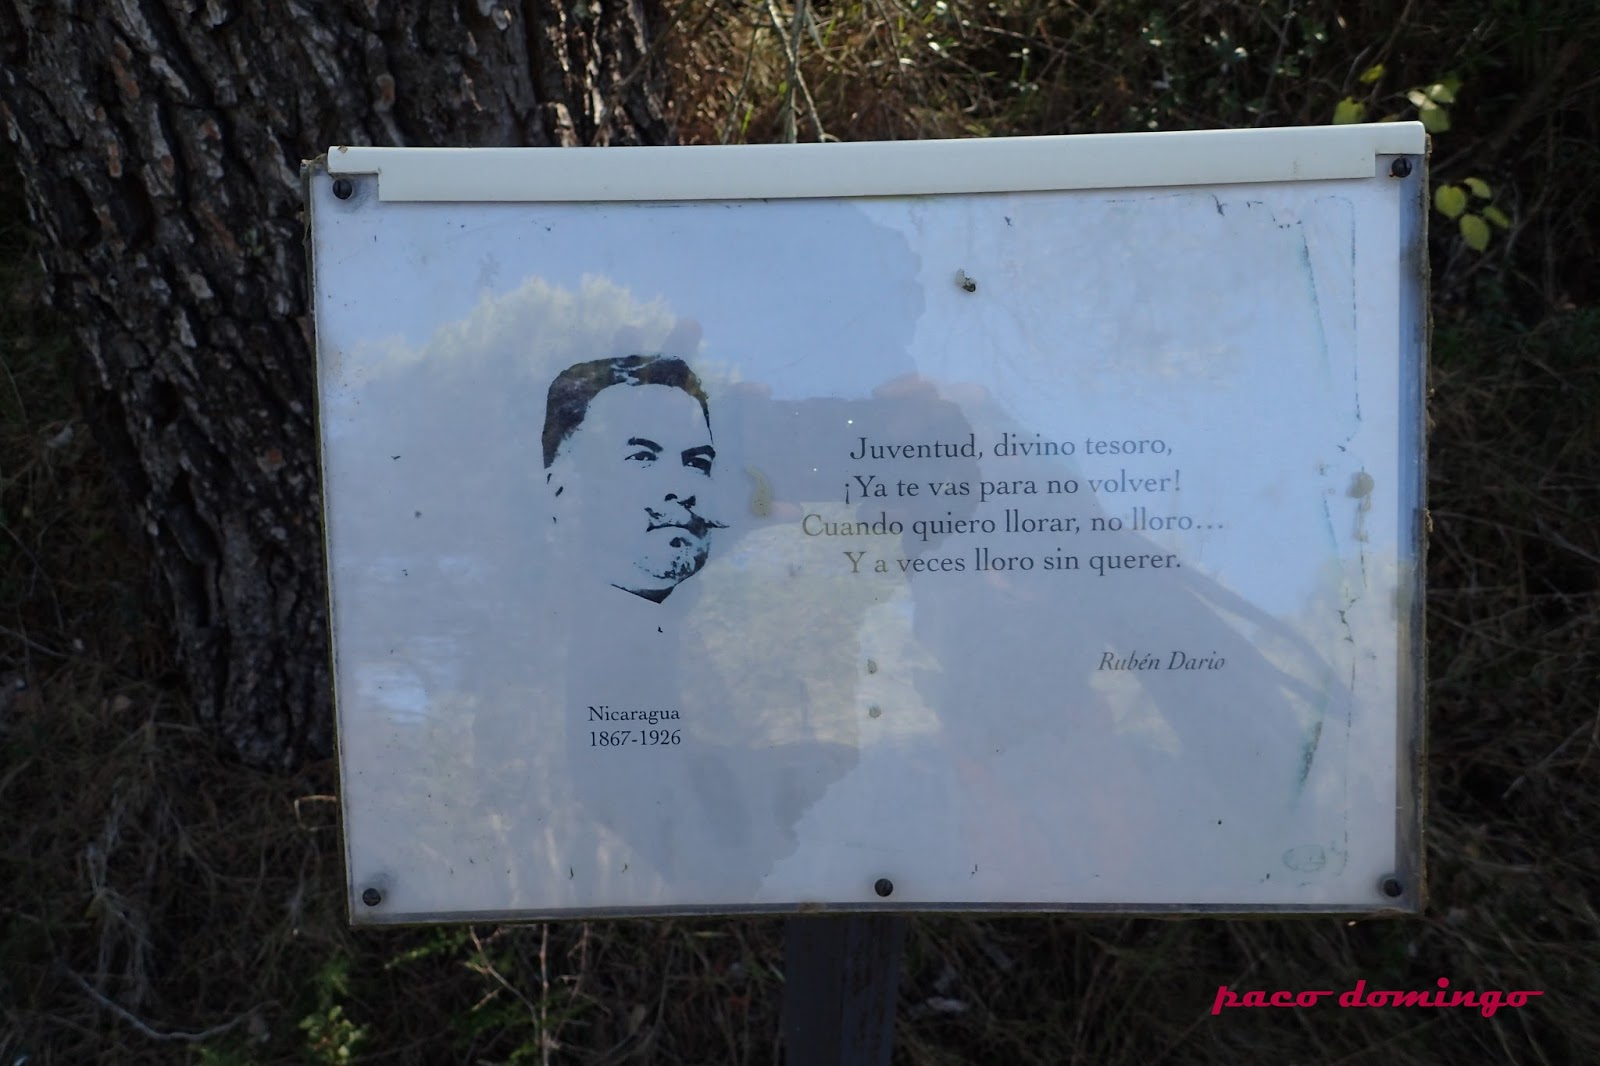 Juventud, divino tesoro,
¡Ya te vas para no volver!
Cuando quiero llorar, no lloro...
Y a veces lloro sin querer.
Rubén Dario
Nicaragua
1867-1926
paco domingo